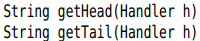 String getHead(Handler h)
String getTail(Handler h)